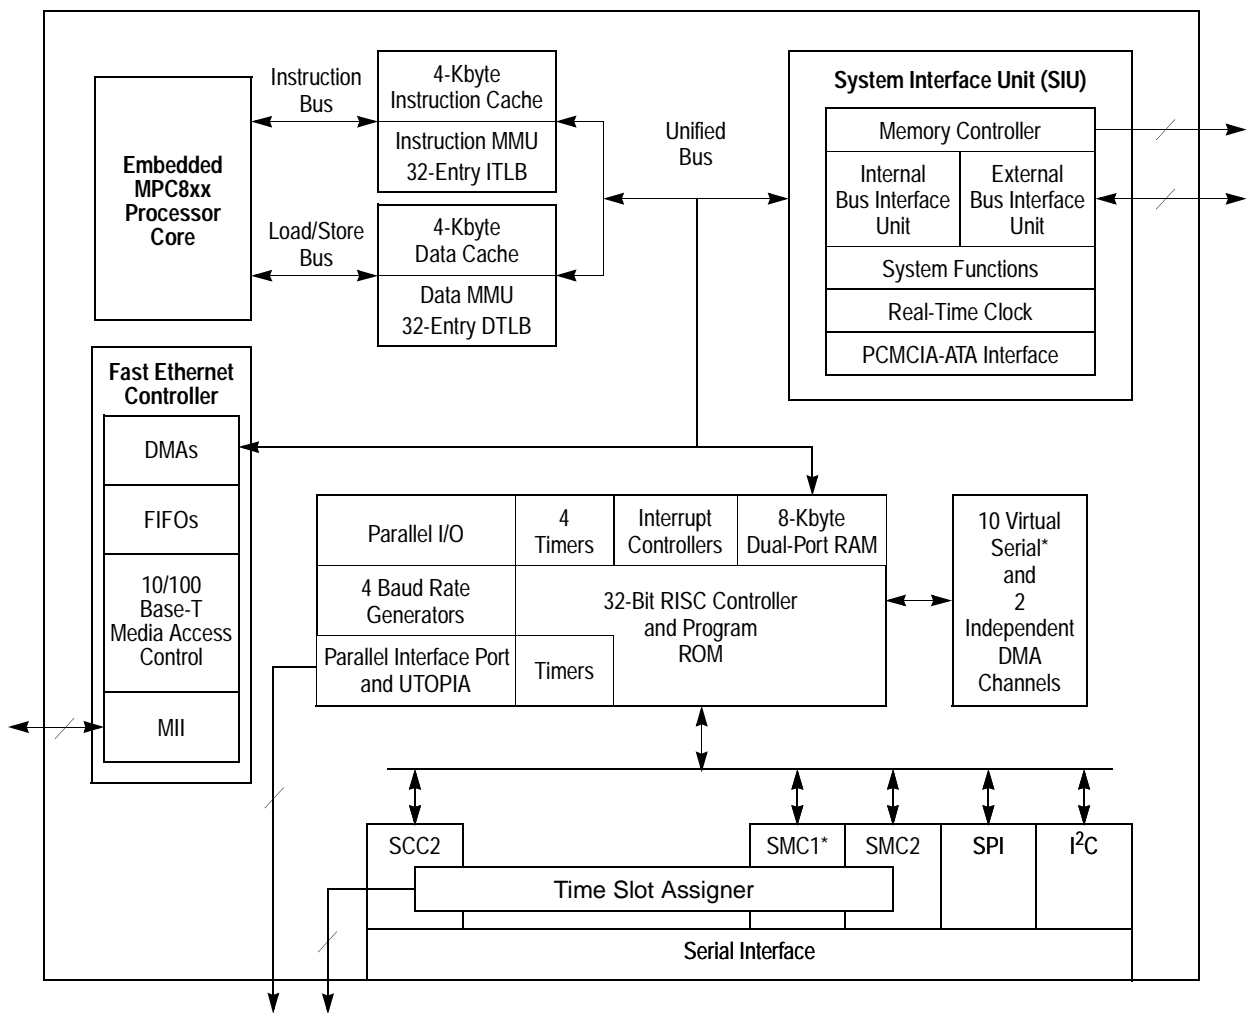 Embedded
MPC8xx
Processor
Core
Instruction
Bus
Load/Store
Bus
4-Kbyte
Instruction Cache
Instruction MMU
32-Entry ITLB
4-Kbyte
Data Cache
Data MMU
32-Entry DTLB
Unified
Bus
System Interface Unit (SIU)
Memory Controller
Internal
Bus Interface
Unit
External
Bus Interface
Unit
System Functions
Real-Time Clock
PCMCIA-ATA Interface
Fast Ethernet
Controller
DMAs
FIFOs
10/100
Base-T
Media Access
Control
MII
Parallel I/O
4
Timers
Interrupt
Controllers
8-Kbyte
Dual-Port RAM
4 Baud Rate
Generators
32-Bit RISC Controller
and Program
ROM
Parallel Interface Port
and UTOPIA
Timers
10 Virtual
Serial*
and
2
Independent
DMA
Channels
SCC2
SMC1*
SMC2
SPI
I²C
Time Slot Assigner
Serial Interface